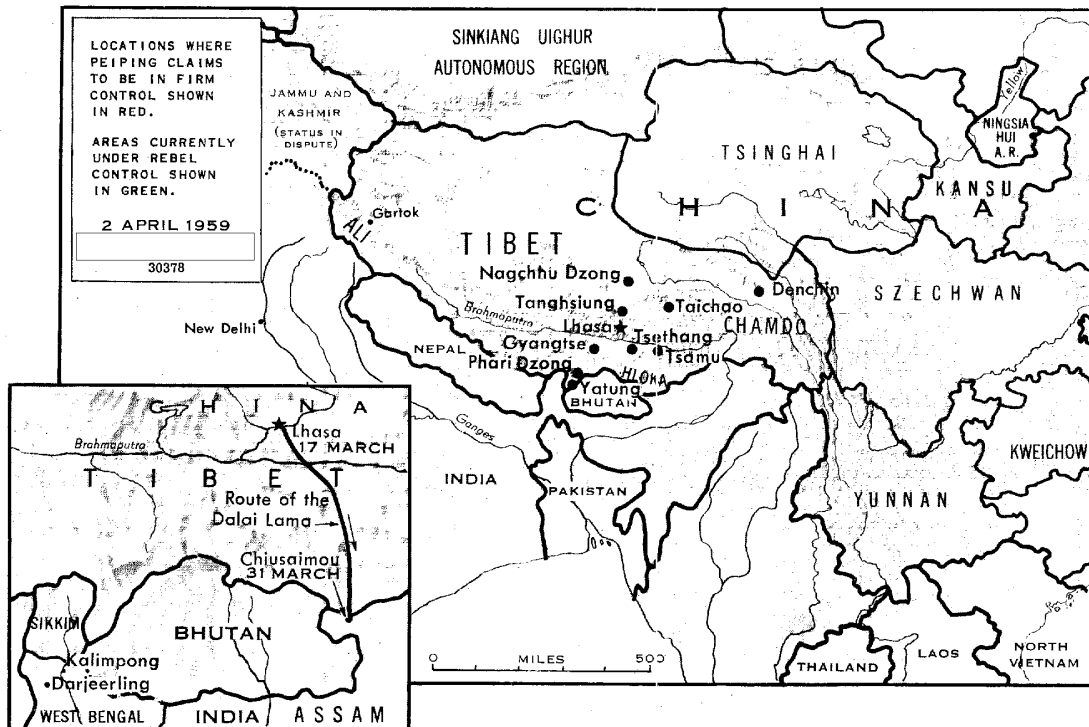 LOCATIONS WHERE
PEIPING CLAIMS
TO BE IN FIRM
CONTROL SHOWN
IN RED.
AREAS CURRENTLY
UNDER REBEL
CONTROL SHOWN
IN GREEN.
2 APRIL 1959
30378
SINKIANG UIGHUR
AUTONOMOUS REGION
JAMMU AND
KASHMIR
(STATUS IN
DISPUTE)
Yellow
NINGSIA
HUI
A.R.
TSINGHAI
KANSU
CHINA
Gartok
ALI
TIBET
Nagchhu Dzong
Denchin
SZECHWAN
Tanghsiung
Taichao
Brahmaputra
Lhasa
CHAMDO
New Delhi
Tsethang
Gyangtse
Tsamu
NEPAL
Phari Dzong
HLOKA
Yatung
BHUTAN
Ganges
KWEICHOW
INDIA
PAKISTAN
YUNNAN
0 MILES 500
THAILAND
LAOS
NORTH
VIETNAM
CHINA
Lhasa
17 MARCH
Brahmaputra
TIBET
Route of the
Dalai Lama
Chiusaimou
31 MARCH
SIKKIM
BHUTAN
Kalimpong
Darjeerling
WEST BENGAL
INDIA
ASSAM